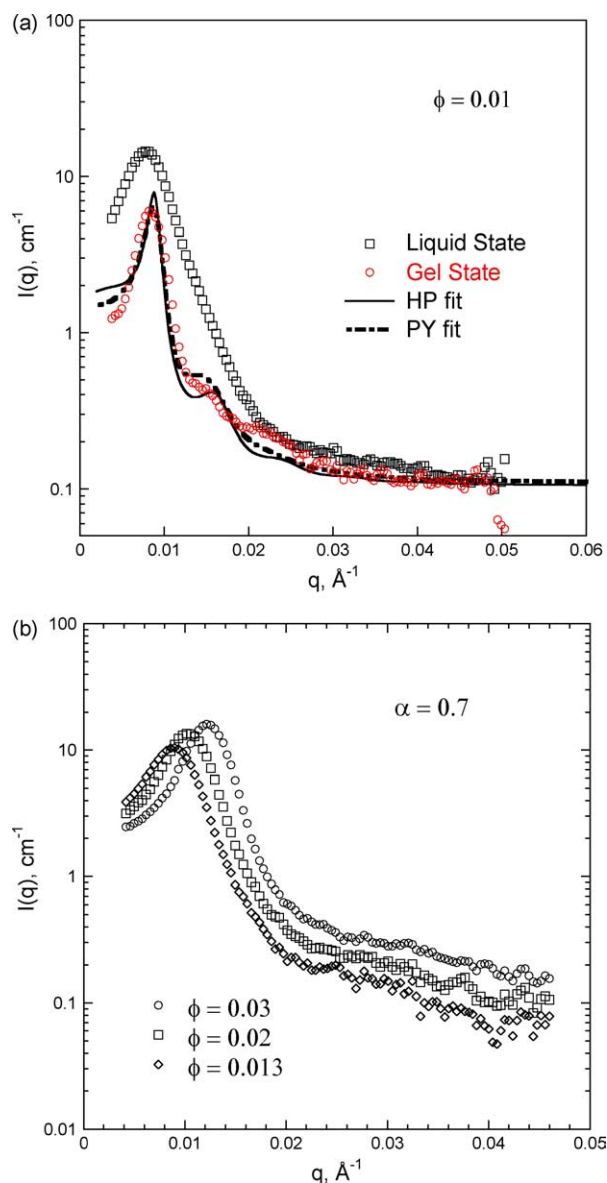 (a)
100
10
1
0.1
I(q), cm⁻¹
ϕ = 0.01
Liquid State
Gel State
HP fit
PY fit
0 0.01 0.02 0.03 0.04 0.05 0.06
q, Å⁻¹
(b)
100
10
1
0.1
0.01
I(q), cm⁻¹
α = 0.7
ϕ = 0.03
ϕ = 0.02
ϕ = 0.013
0 0.01 0.02 0.03 0.04 0.05
q, Å⁻¹